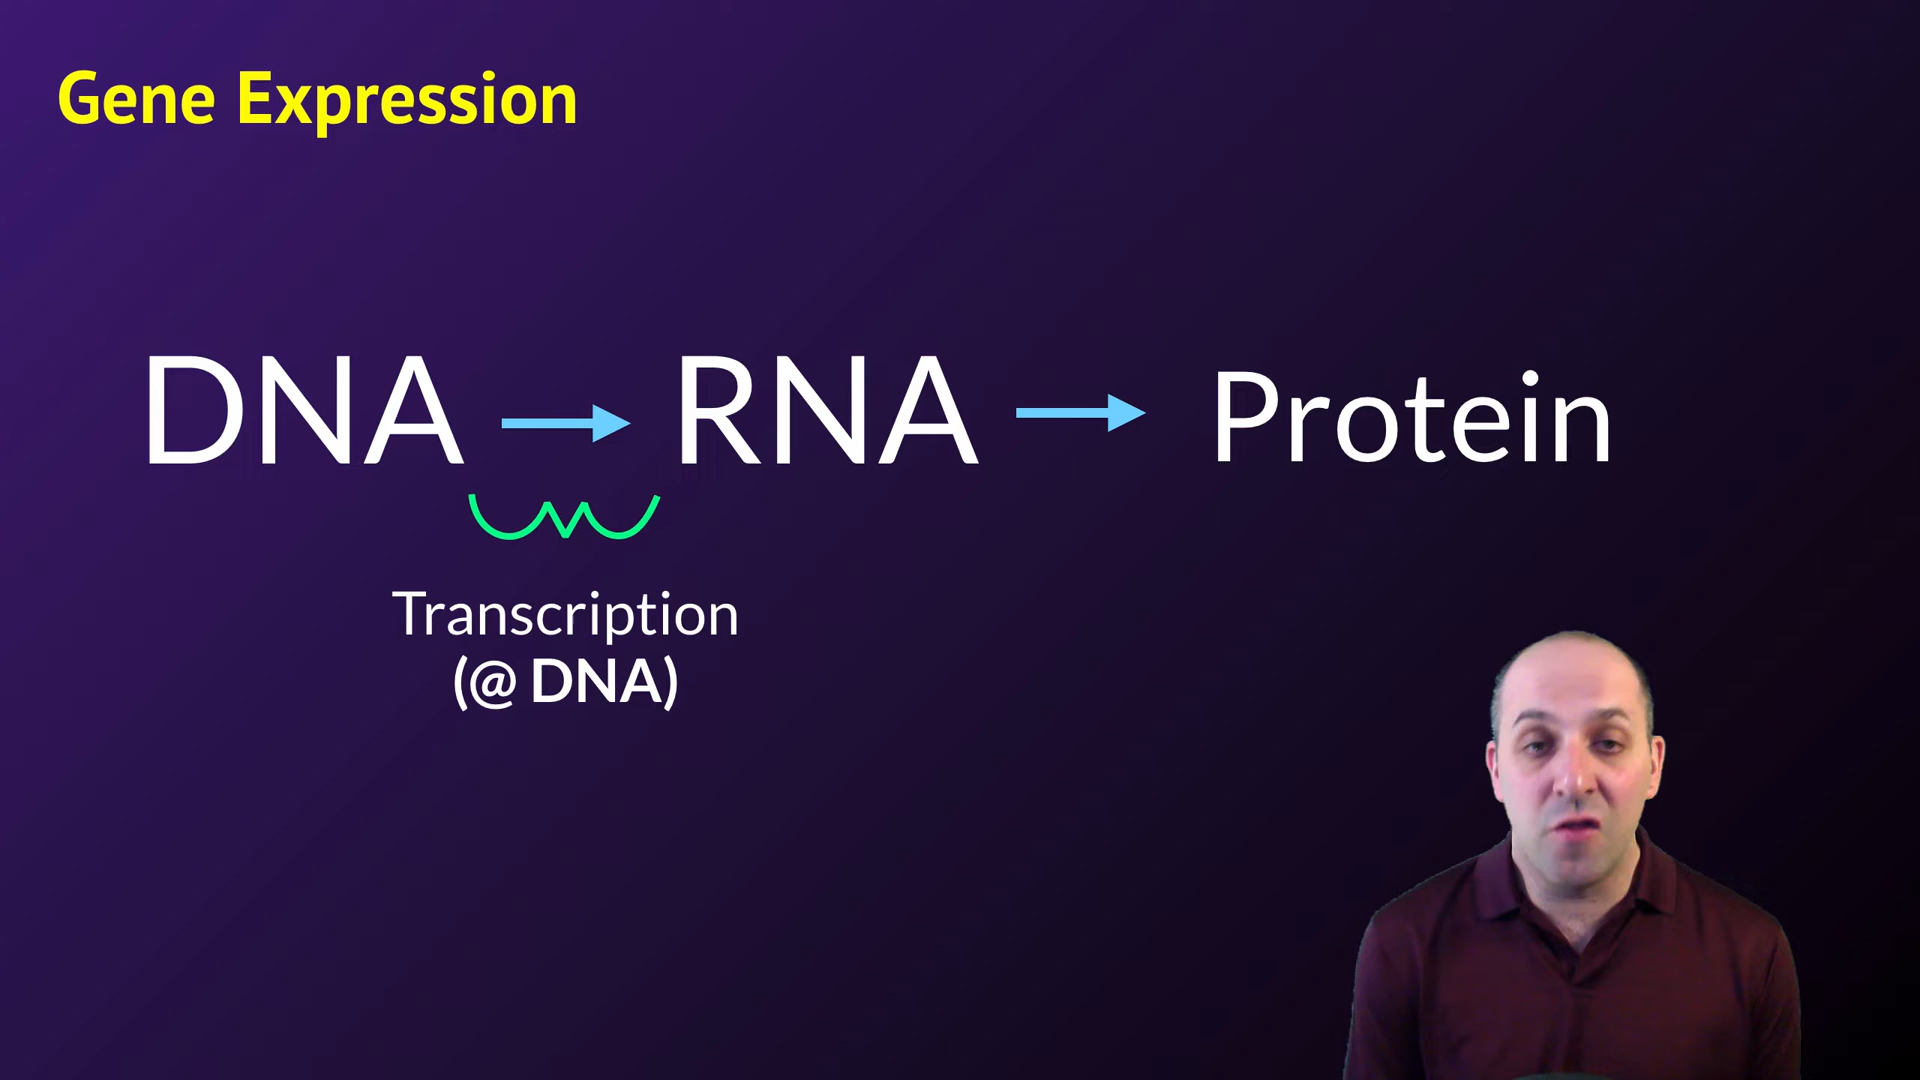 Gene Expression
DNA → RNA → Protein
Transcription
(@ DNA)